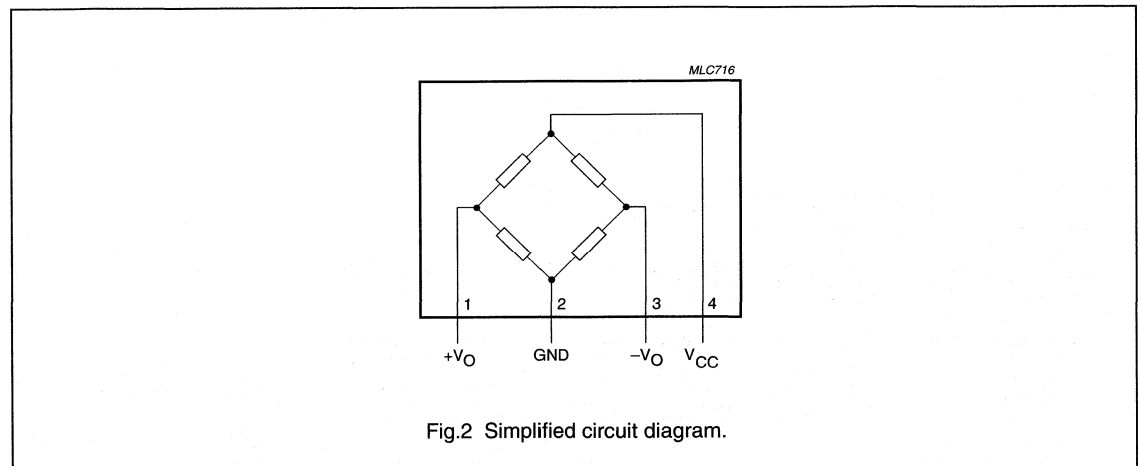 MLC716
1 2 3 4
+VO GND −VO VCC
Fig.2 Simplified circuit diagram.